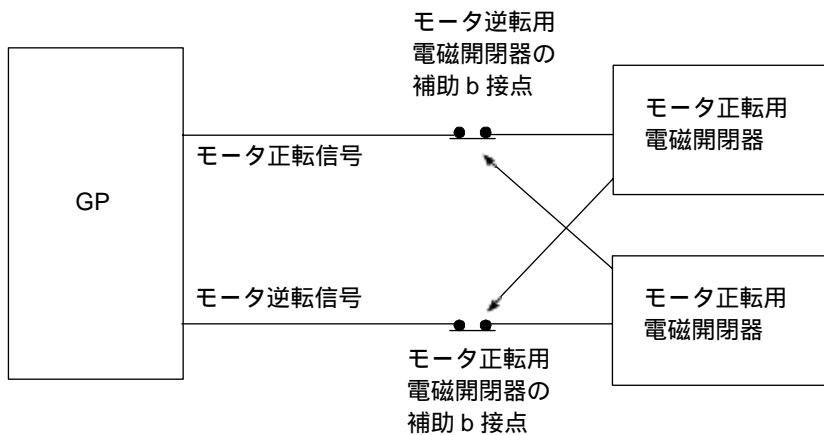 モータ逆転用
電磁開閉器の
補助 b 接点
モータ正転用
電磁開閉器
モータ正転信号
GP
モータ逆転信号
モータ正転用
電磁開閉器
モータ正転用
電磁開閉器の
補助 b 接点